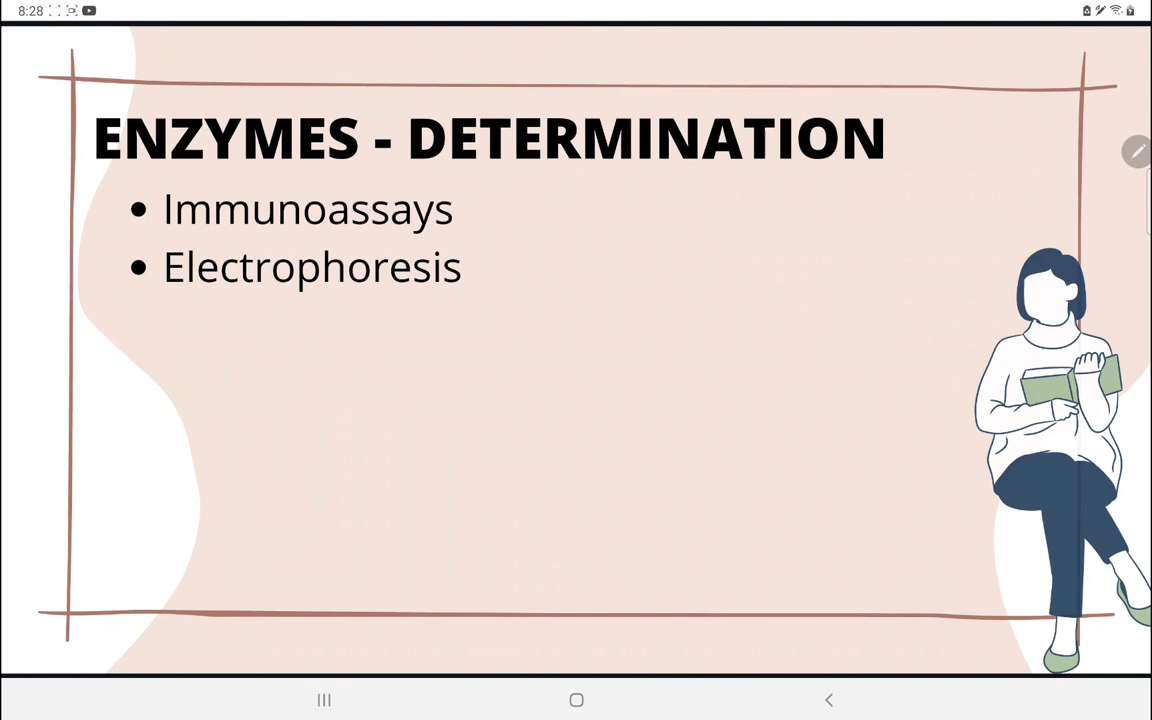 8:28
ENZYMES - DETERMINATION
• Immunoassays
• Electrophoresis